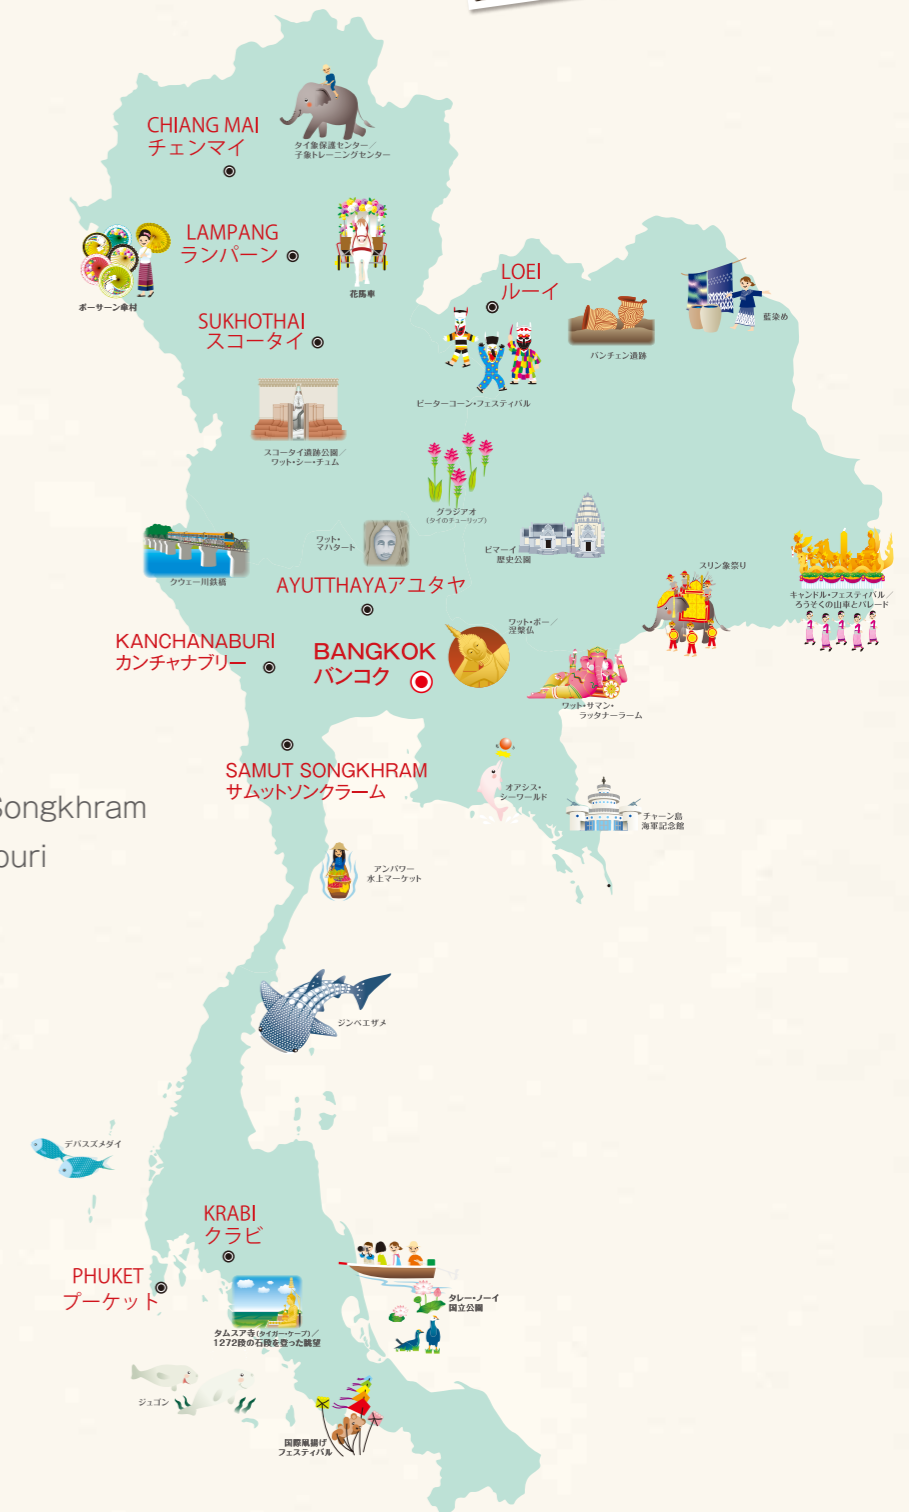 CHIANG MAI
チェンマイ
タイ象保護センター／
子象トレーニングセンター
LAMPANG
ランパーン
ボーサーン傘村
花馬車
LOEI
ルーイ
藍染め
SUKHOTHAI
スコータイ
バンチェン遺跡
ピーターコーン・フェスティバル
スコータイ遺跡公園／
ワット・シー・チュム
グラジアオ
（タイのチューリップ）
ワット・
マハタート
ピマーイ
歴史公園
クウェー川鉄橋
スリン象祭り
キャンドル・フェスティバル／
ろうそくの山車とパレード
AYUTTHAYAアユタヤ
ワット・ポー／
涅槃仏
KANCHANABURI
カンチャナブリー
BANGKOK
バンコク
ワット・サマン・
ラッタナーラーム
SAMUT SONGKHRAM
サムットソンクラーム
オアシス・
シーワールド
Songkhram
チャーン島
海軍記念館
ouri
アンパワー
水上マーケット
ジンベエザメ
デバスズメダイ
KRABI
クラビ
PHUKET
プーケット
タレー・ノーイ
国立公園
タムスア寺(タイガー・ケーブ)／
1272段の石段を登った眺望
ジュゴン
国際凧揚げ
フェスティバル